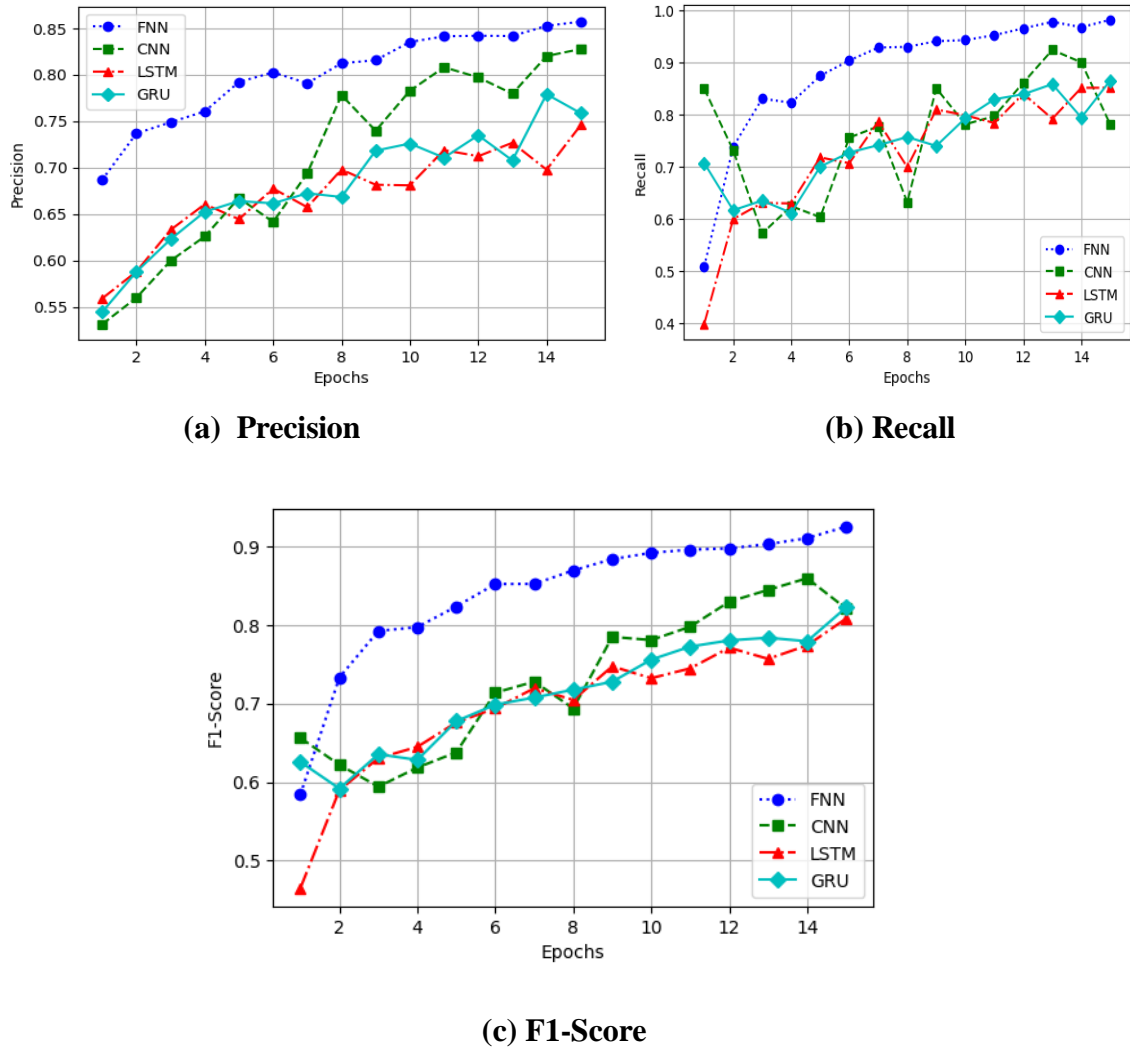 0.85
0.80
0.75
0.70
0.65
0.60
0.55
Precision
FNN
CNN
LSTM
GRU
2 4 6 8 10 12 14
Epochs
(a) Precision
1.0
0.9
0.8
0.7
0.6
0.5
0.4
Recall
FNN
CNN
LSTM
GRU
2 4 6 8 10 12 14
Epochs
(b) Recall
0.9
0.8
0.7
0.6
0.5
F1-Score
FNN
CNN
LSTM
GRU
2 4 6 8 10 12 14
Epochs
(c) F1-Score